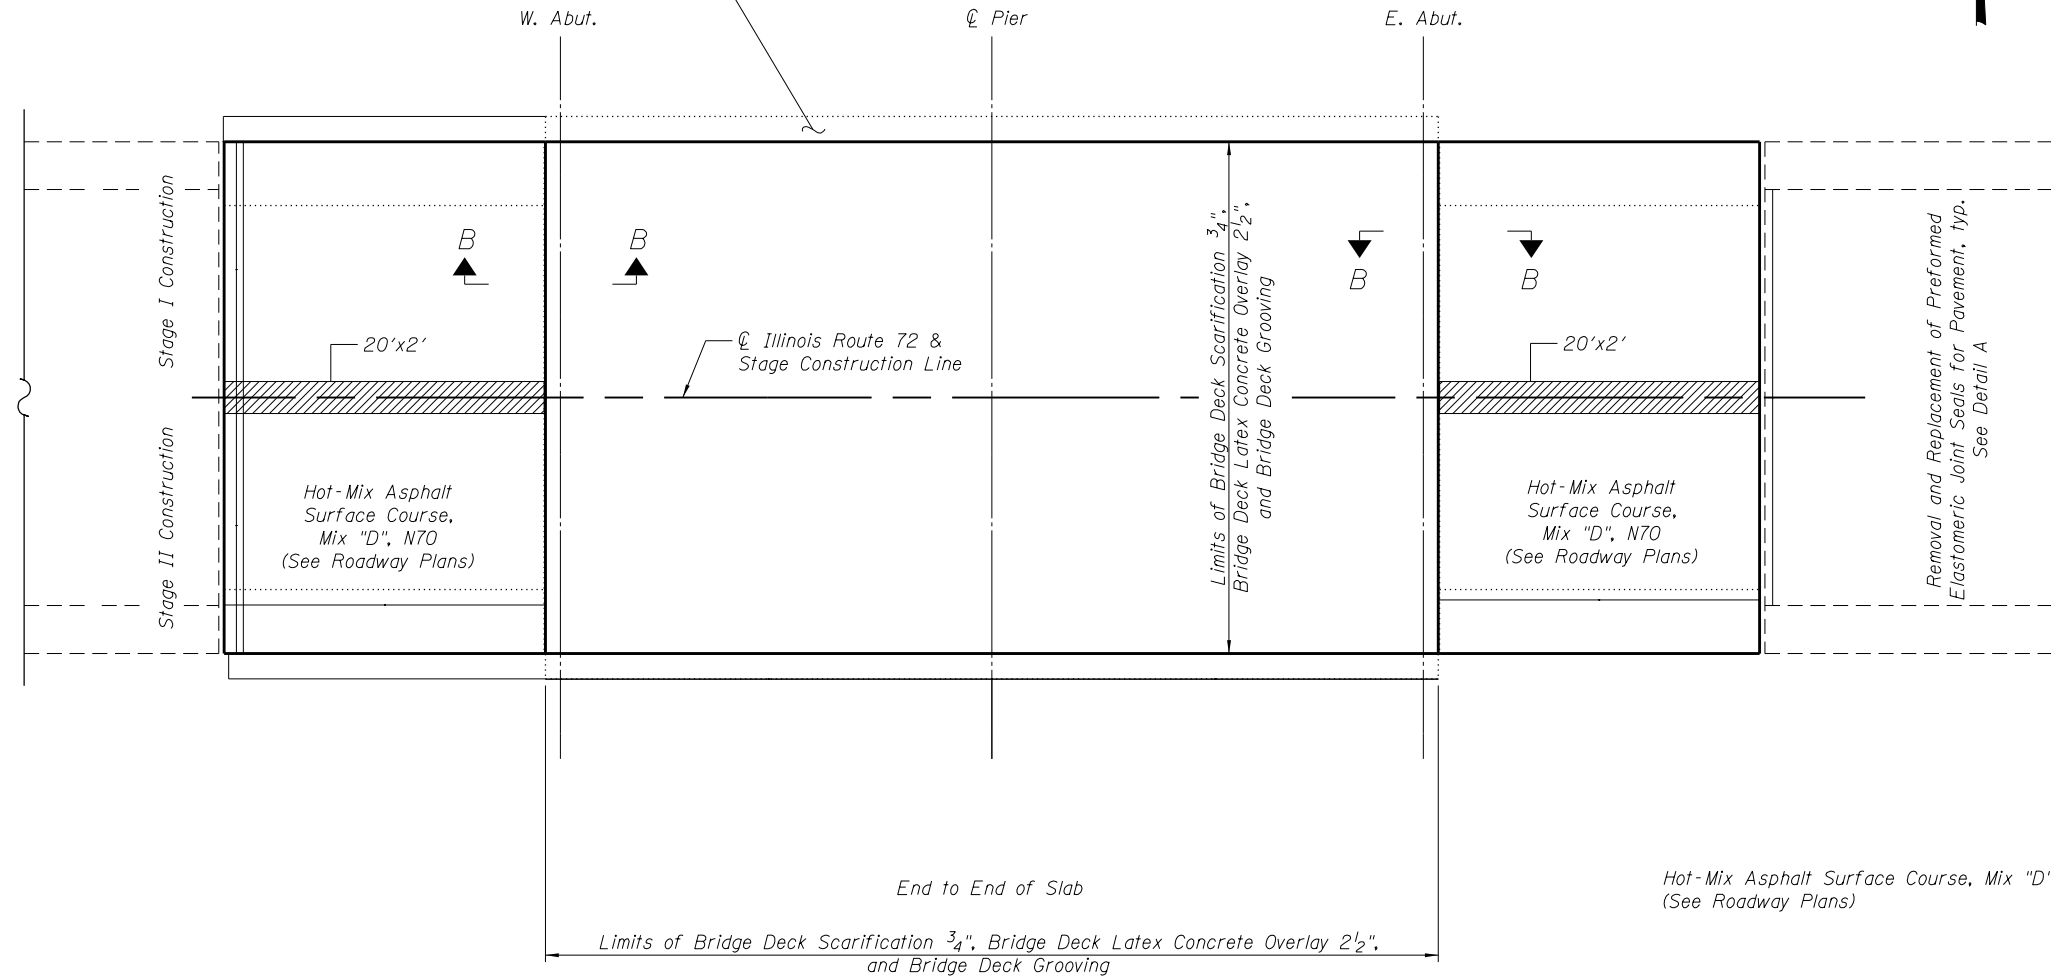 W. Abut.
℄ Pier
E. Abut.
Stage I Construction
Stage II Construction
B
B
B
B
20'x2'
20'x2'
℄ Illinois Route 72 &
Stage Construction Line
Hot-Mix Asphalt
Surface Course,
Mix "D", N70
(See Roadway Plans)
Limits of Bridge Deck Scarification 3/4",
Bridge Deck Latex Concrete Overlay 2 1/2",
and Bridge Deck Grooving
Hot-Mix Asphalt
Surface Course,
Mix "D", N70
(See Roadway Plans)
Removal and Replacement of Preformed
Elastomeric Joint Seals for Pavement, typ.
See Detail A
End to End of Slab
Limits of Bridge Deck Scarification 3/4", Bridge Deck Latex Concrete Overlay 2 1/2",
and Bridge Deck Grooving
Hot-Mix Asphalt Surface Course, Mix "D"
(See Roadway Plans)